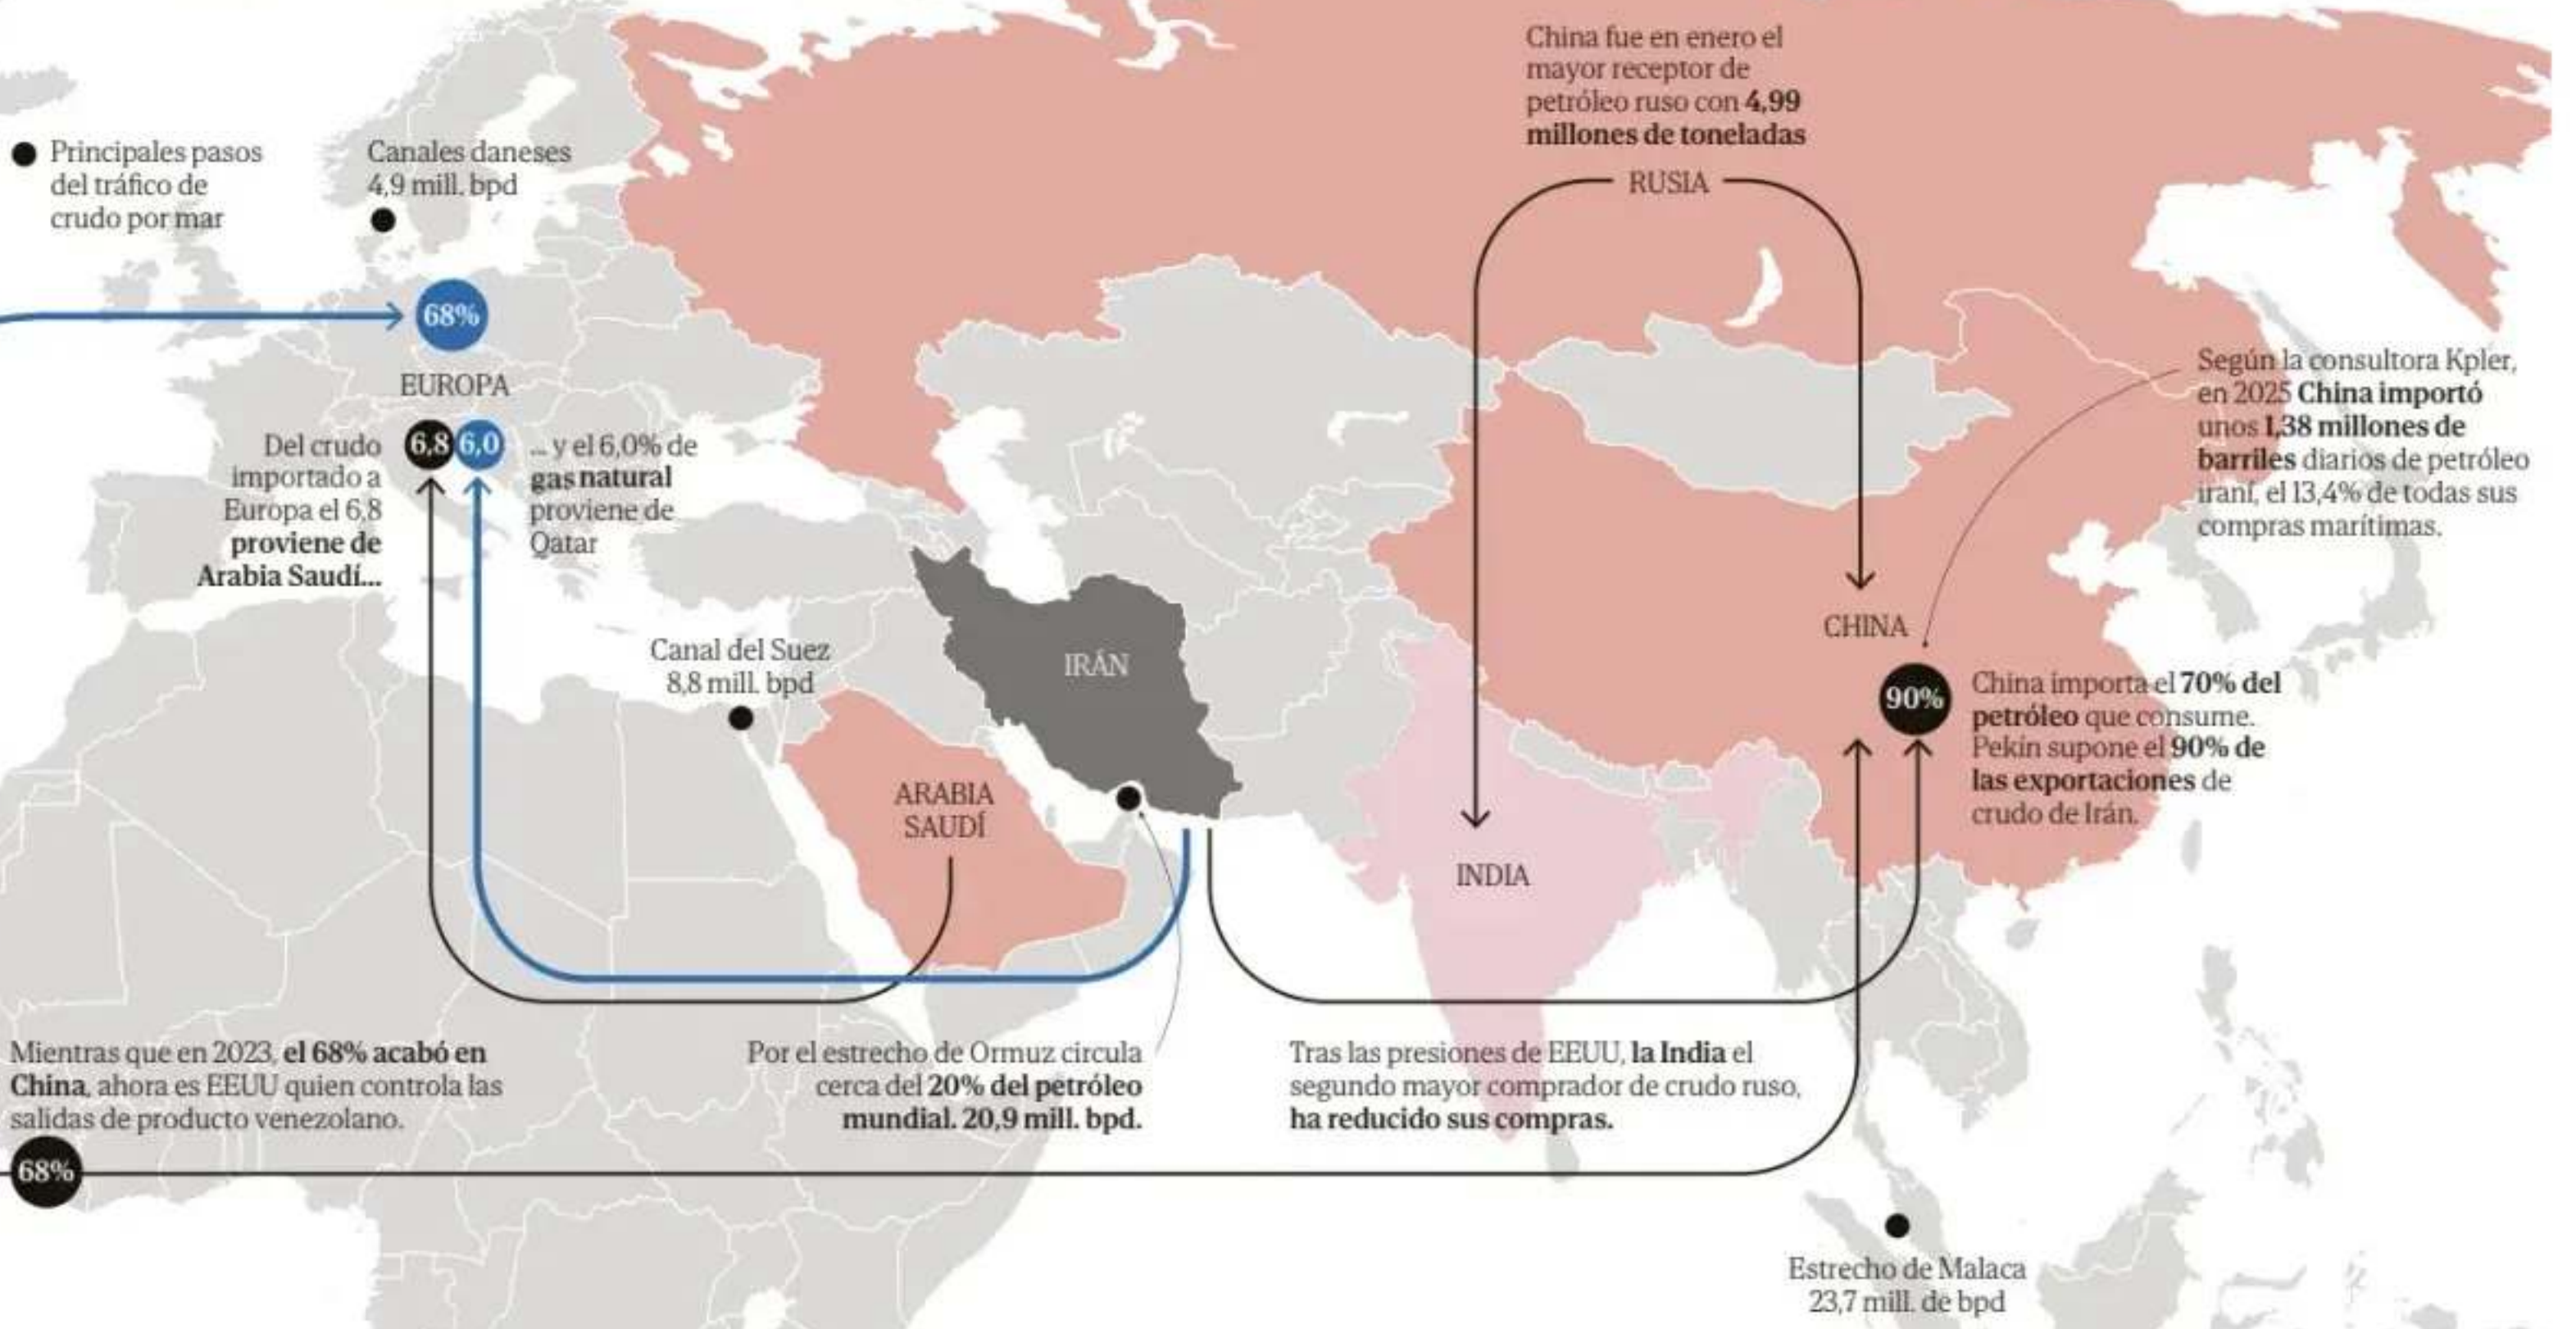 China fue en enero el
mayor receptor de
petróleo ruso con 4,99
millones de toneladas
RUSIA
Principales pasos
del tráfico de
crudo por mar
Canales daneses
4,9 mill. bpd
68%
EUROPA
Del crudo
importado a
Europa el 6,8
proviene de
Arabia Saudí...
6,8
6,0
... y el 6,0% de
gas natural
proviene de
Qatar
Según la consultora Kpler,
en 2025 China importó
unos 1,38 millones de
barriles diarios de petróleo
iraní, el 13,4% de todas sus
compras marítimas.
Canal del Suez
8,8 mill. bpd
IRÁN
CHINA
90%
China importa el 70% del
petróleo que consume.
Pekín supone el 90% de
las exportaciones de
crudo de Irán.
ARABIA
SAUDÍ
INDIA
Mientras que en 2023, el 68% acabó en
China, ahora es EEUU quien controla las
salidas de producto venezolano.
68%
Por el estrecho de Ormuz circula
cerca del 20% del petróleo
mundial. 20,9 mill. bpd.
Tras las presiones de EEUU, la India el
segundo mayor comprador de crudo ruso,
ha reducido sus compras.
Estrecho de Malaca
23,7 mill. de bpd